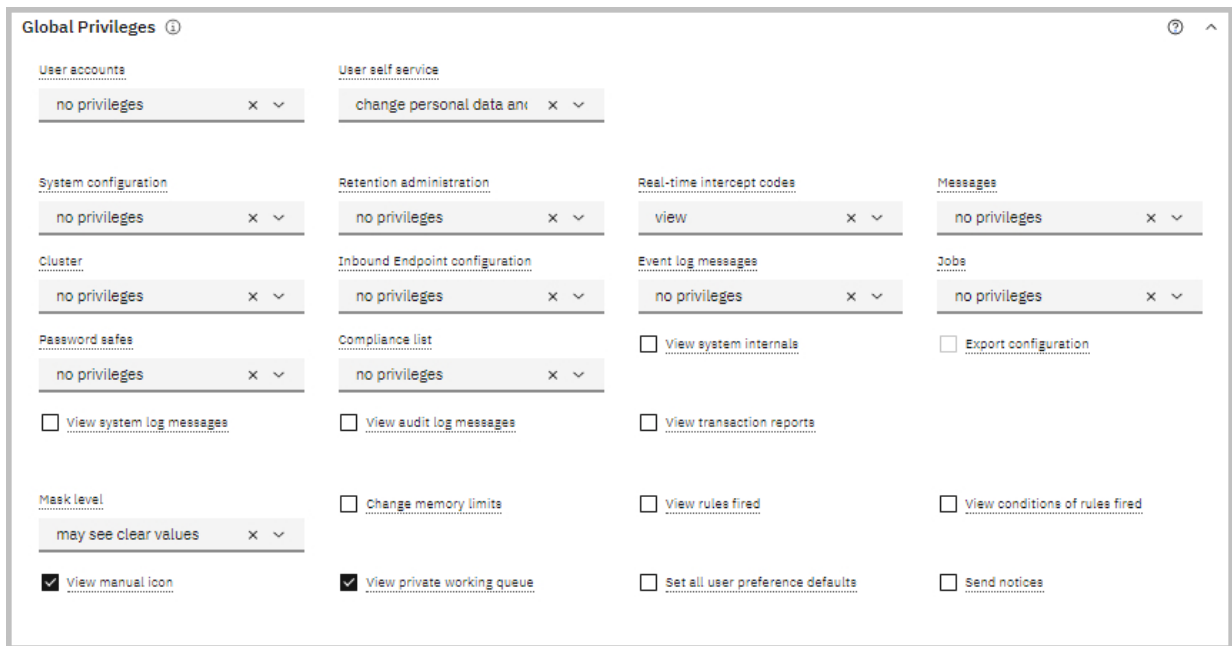 Global Privileges
User accounts User self service
no privileges change personal data and
System configuration Retention administration Real-time intercept codes Messages
no privileges no privileges view no privileges
Cluster Inbound Endpoint configuration Event log messages Jobs
no privileges no privileges no privileges no privileges
Password safes Compliance list View system internals Export configuration
no privileges no privileges
View system log messages View audit log messages View transaction reports
Mask level Change memory limits View rules fired View conditions of rules fired
may see clear values
View manual icon View private working queue Set all user preference defaults Send notices